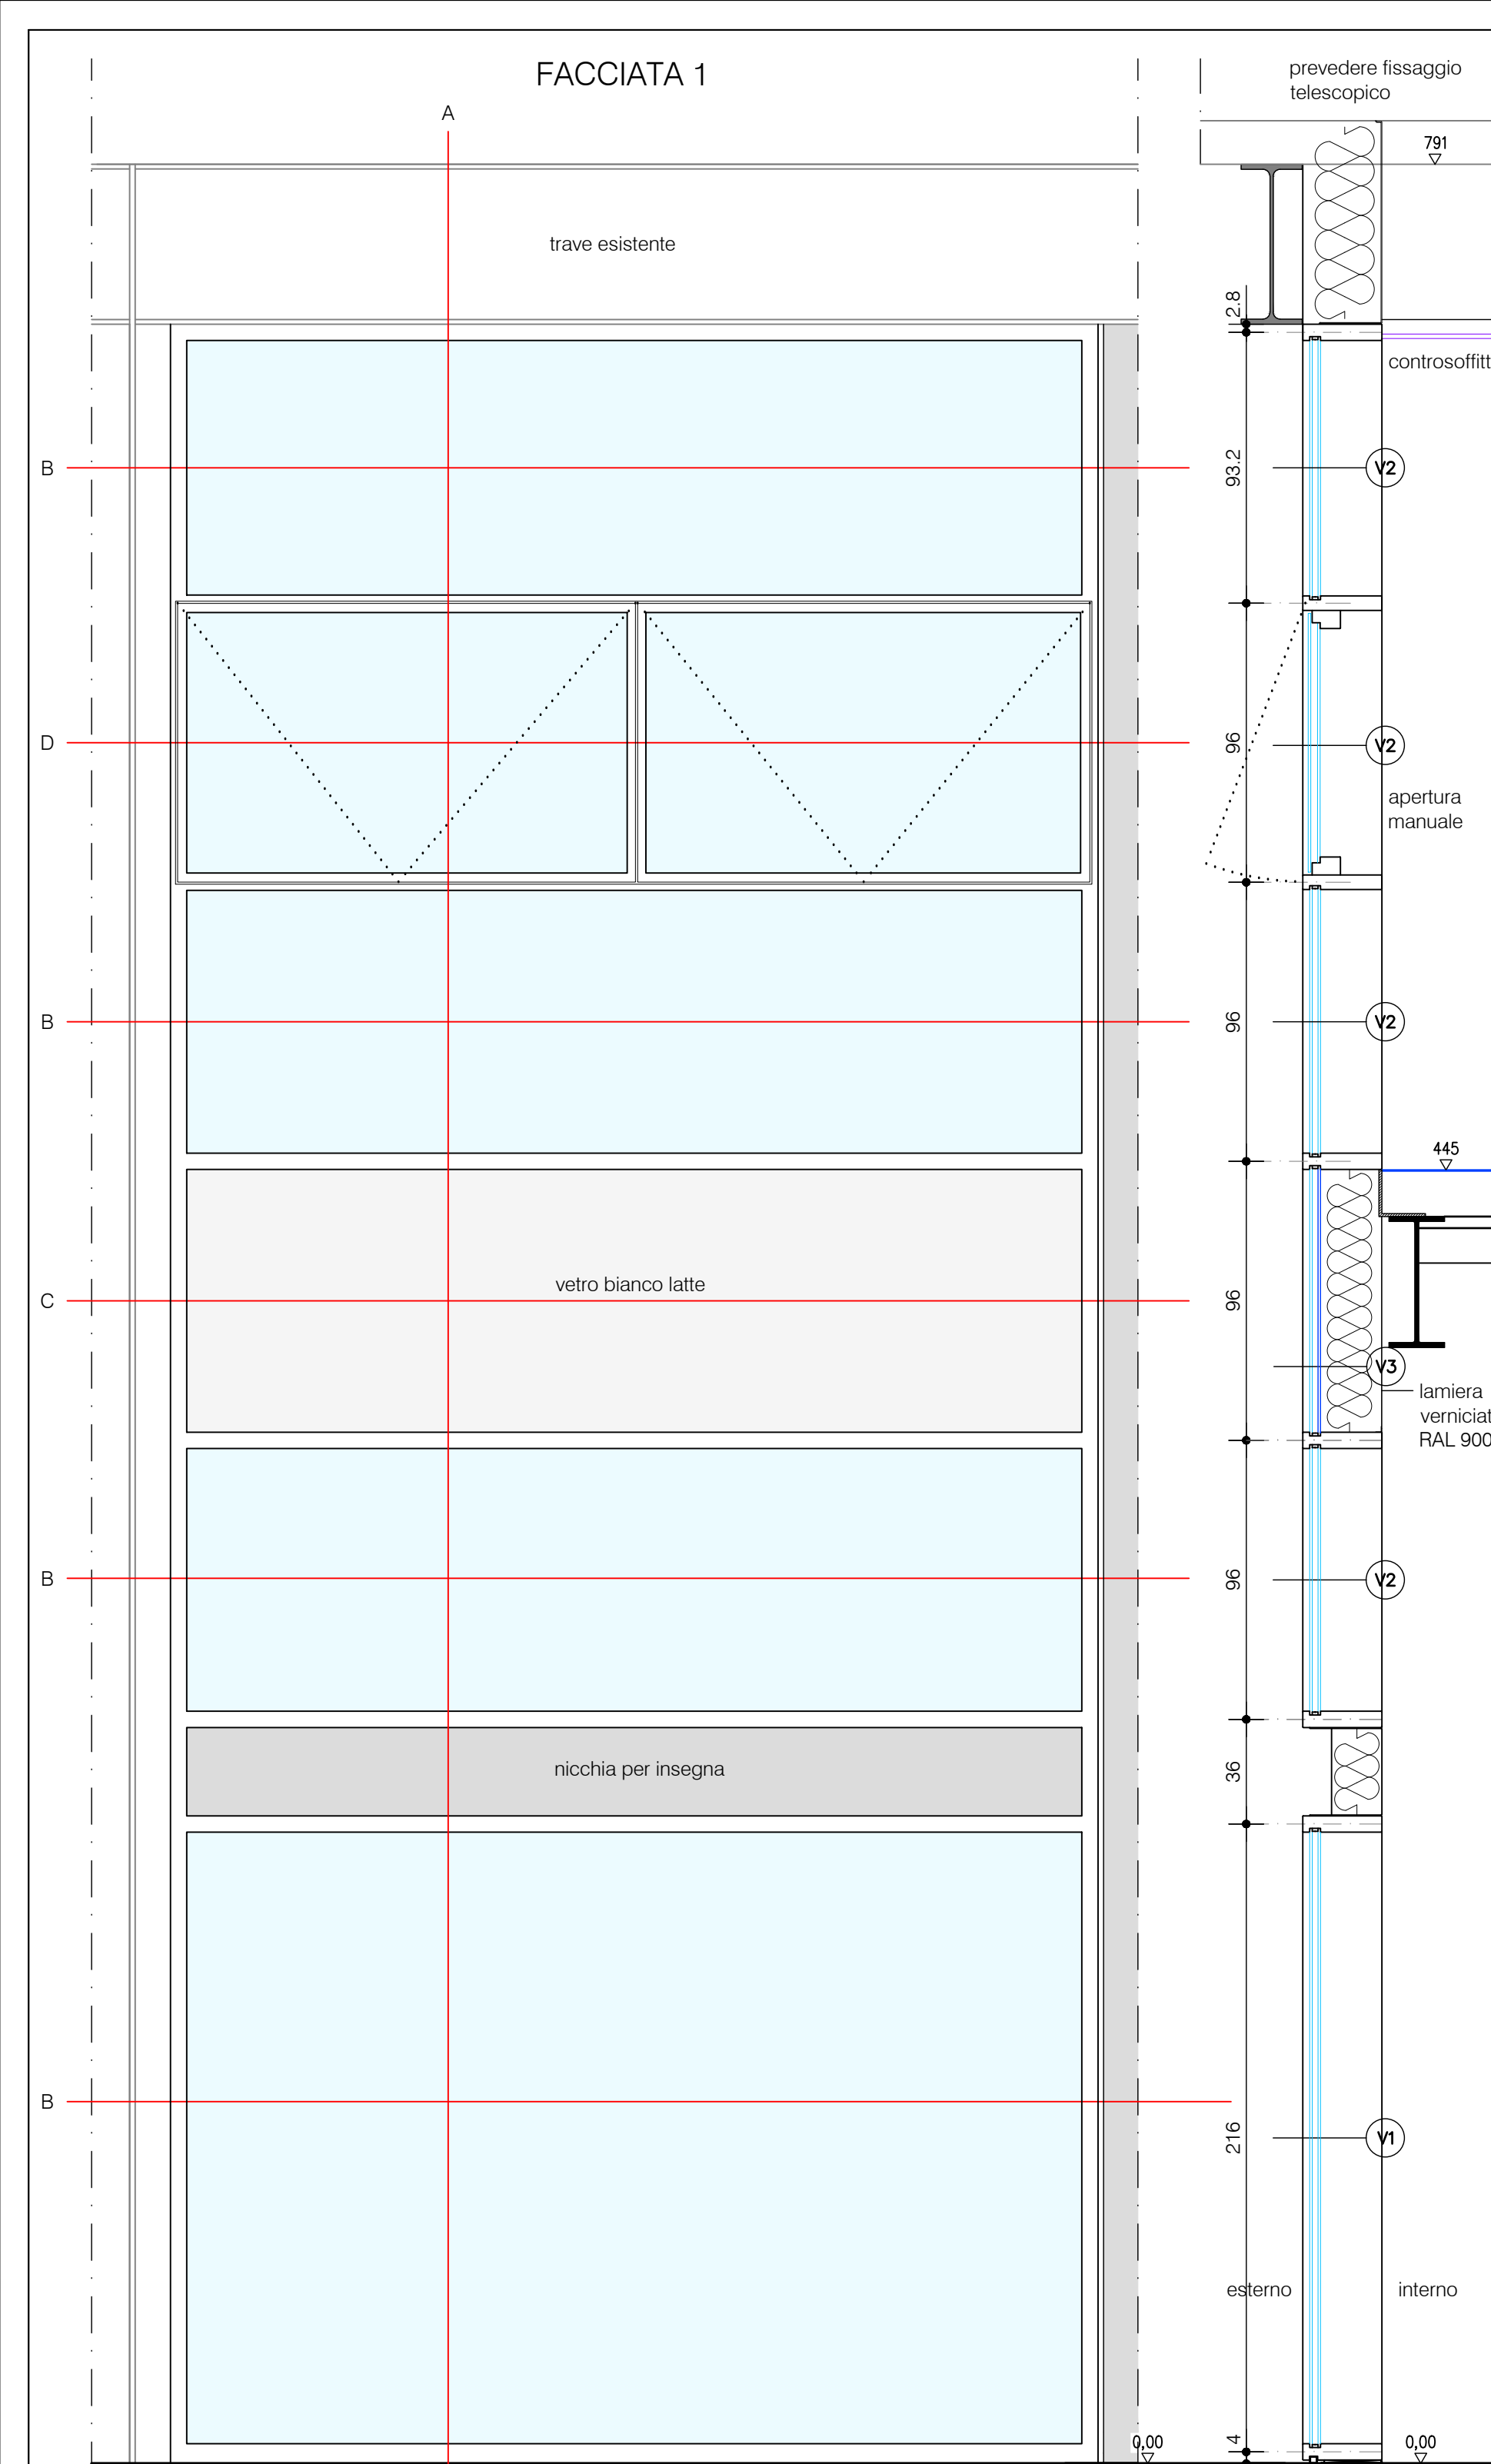 FACCIATA 1
prevedere fissaggio
telescopico
A
791
trave esistente
2.8
controsoffitt
B
93.2
V2
D
96
V2
apertura
manuale
B
96
V2
445
vetro bianco latte
C
96
V3
lamiera
verniciat
RAL 900
B
96
V2
nicchia per insegna
36
B
216
V1
esterno
interno
0,00
4
0,00